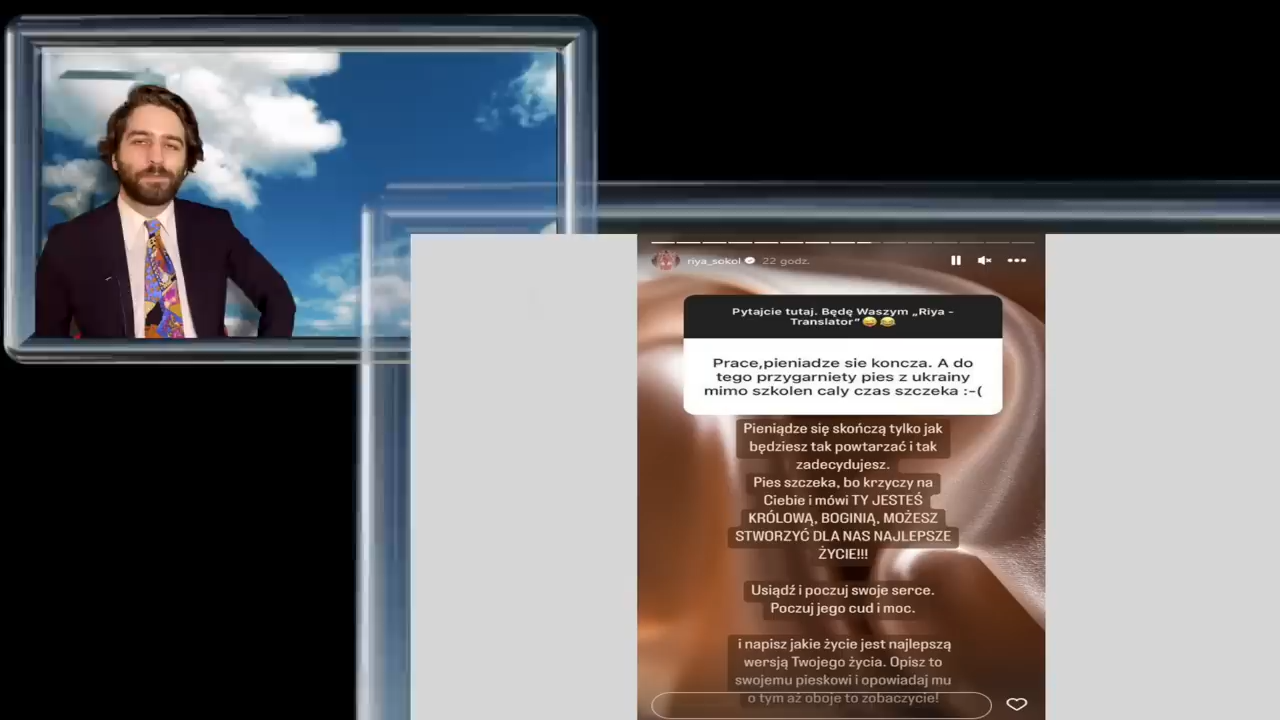 riya_sokol 22 godz.
Pytajcie tutaj. Będę Waszym „Riya -
Translator"😄😂
Prace,pieniadze sie koncza. A do
tego przygarniety pies z ukrainy
mimo szkolen caly czas szczeka :-(
Pieniądze się skończą tylko jak
będziesz tak powtarzać i tak
zadecydujesz.
Pies szczeka, bo krzyczy na
Ciebie i mówi TY JESTEŚ
KRÓLOWĄ, BOGINIĄ, MOŻESZ
STWORZYĆ DLA NAS NAJLEPSZE
ŻYCIE!!!
Usiądź i poczuj swoje serce.
Poczuj jego cud i moc.
i napisz jakie życie jest najlepszą
wersją Twojego życia. Opisz to
swojemu pieskowi i opowiadaj mu
o tym aż oboje to zobaczycie!